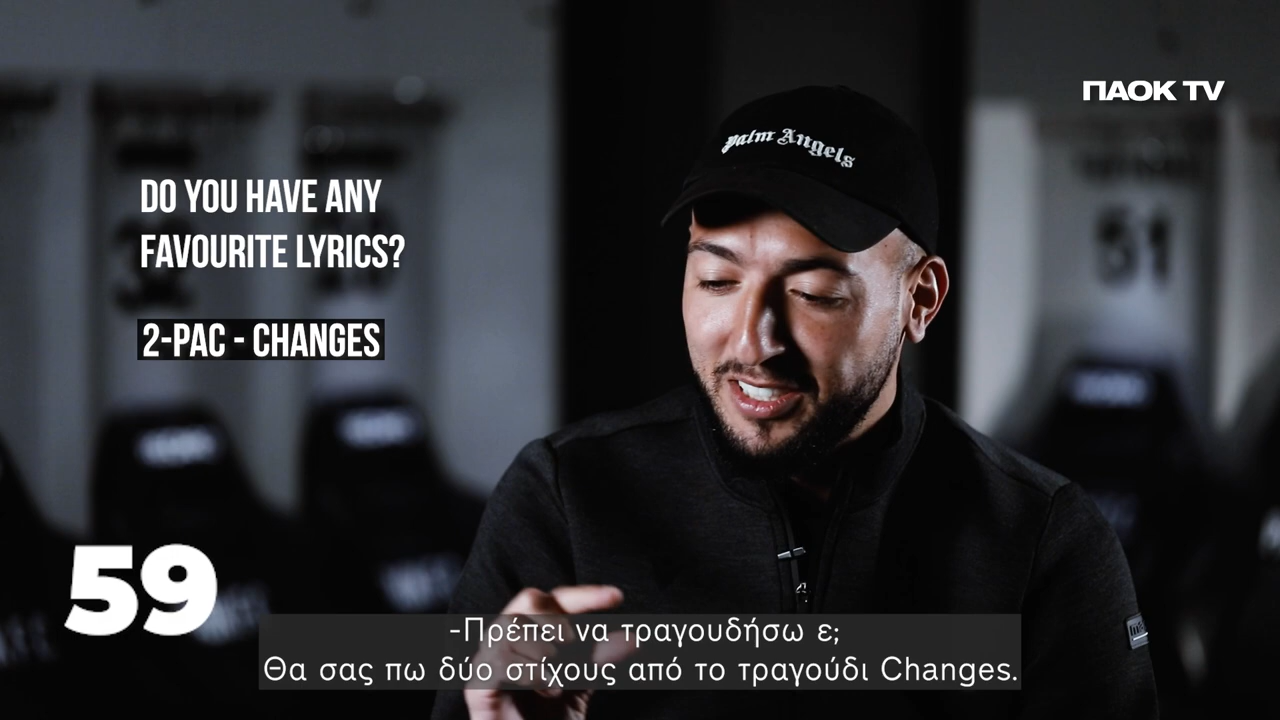 ΠΑΟΚ TV
Palm Angels
DO YOU HAVE ANY
FAVOURITE LYRICS?
2-PAC - CHANGES
51
59
-Πρέπει να τραγουδήσω ε;
Θα σας πω δύο στίχους από το τραγούδι Changes.